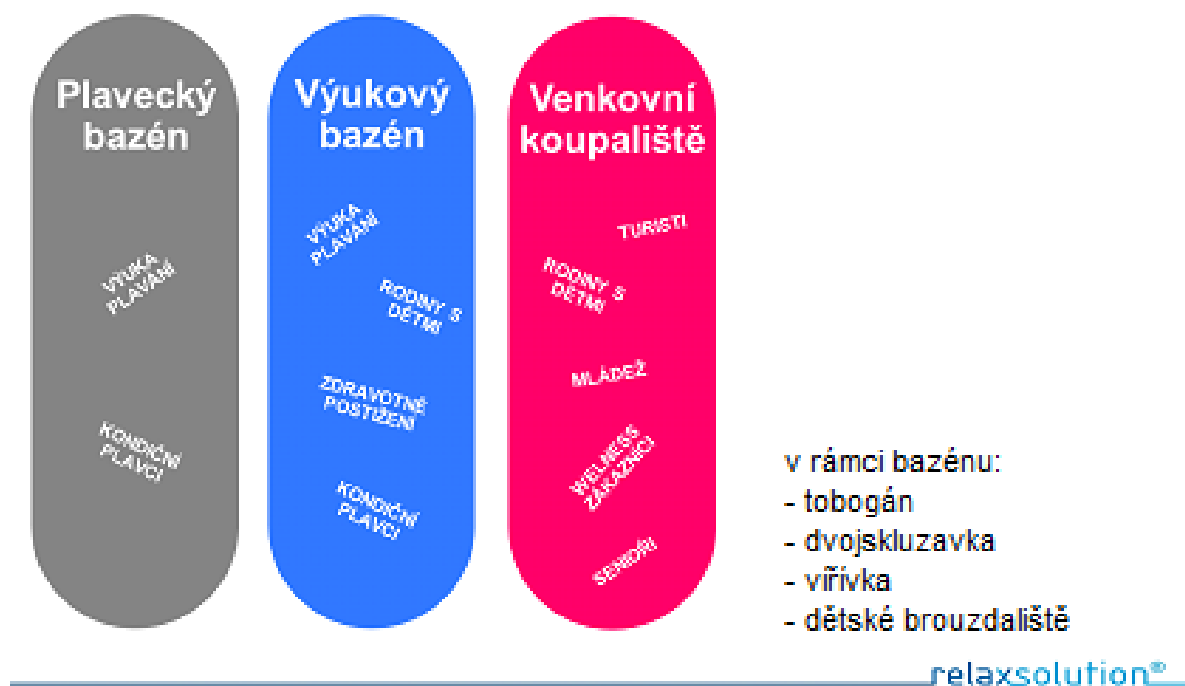 Plavecký
bazén
VÝUKA
PLAVÁNÍ
KONDIČNÍ
PLAVCI
Výukový
bazén
VÝUKA
PLAVÁNÍ
RODINY S
DĚTMI
ZDRAVOTNĚ
POSTIŽENÍ
KONDIČNÍ
PLAVCI
Venkovní
koupaliště
TURISTI
RODINY S
DĚTMI
MLÁDEŽ
WELNESS
ZÁKAZNÍCI
SENIOŘI
v rámci bazénu:
- tobogán
- dvojskluzavka
- vířívka
- dětské brouzdaliště
relaxsolution®